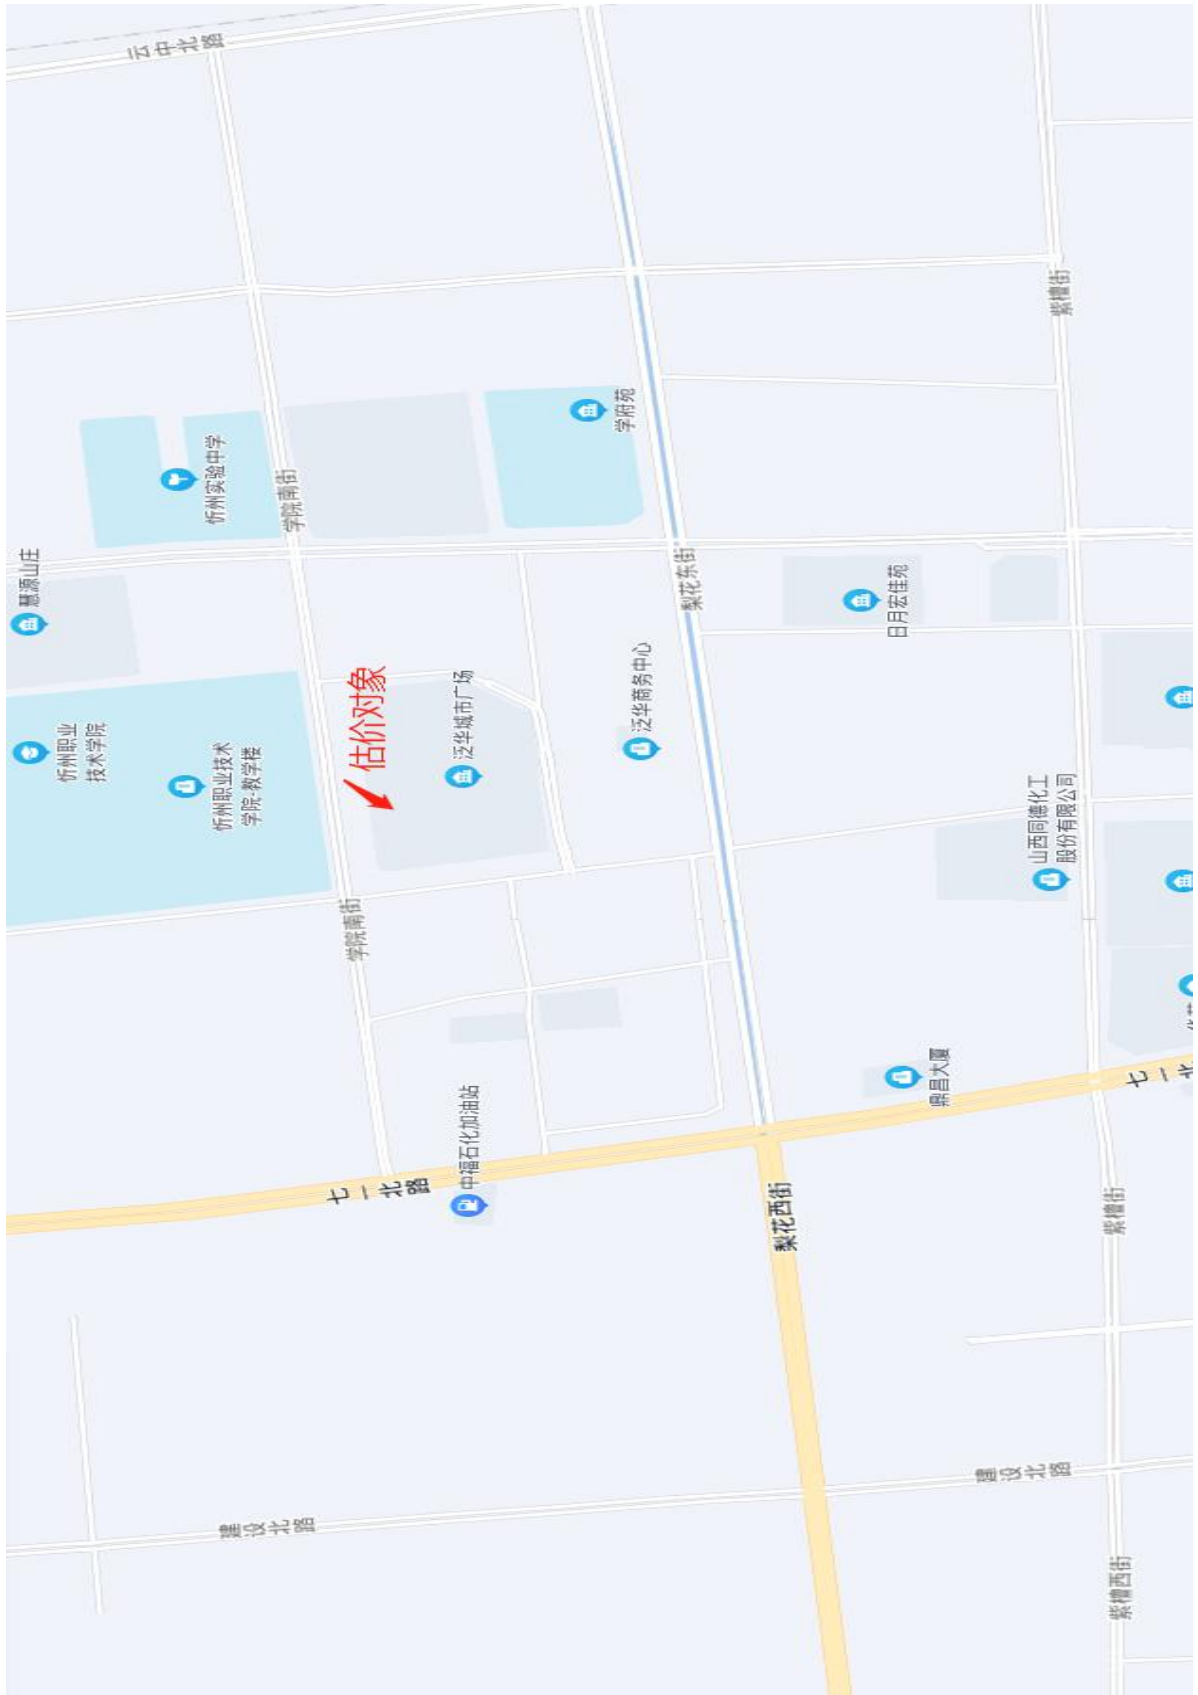 慧源山庄
忻州职业
技术学院
云中北路
忻州实验中学
忻州职业技术
学院-教学楼
建设北路
学院南街
学院南街
估价对象
七一北路
中福石化加油站
泛华城市广场
学府苑
泛华商务中心
梨花东街
梨花西街
日月宏佳苑
鼎昌大厦
建设北路
山西同德化工
股份有限公司
紫檀街
紫檀街
紫檀西街
七一北